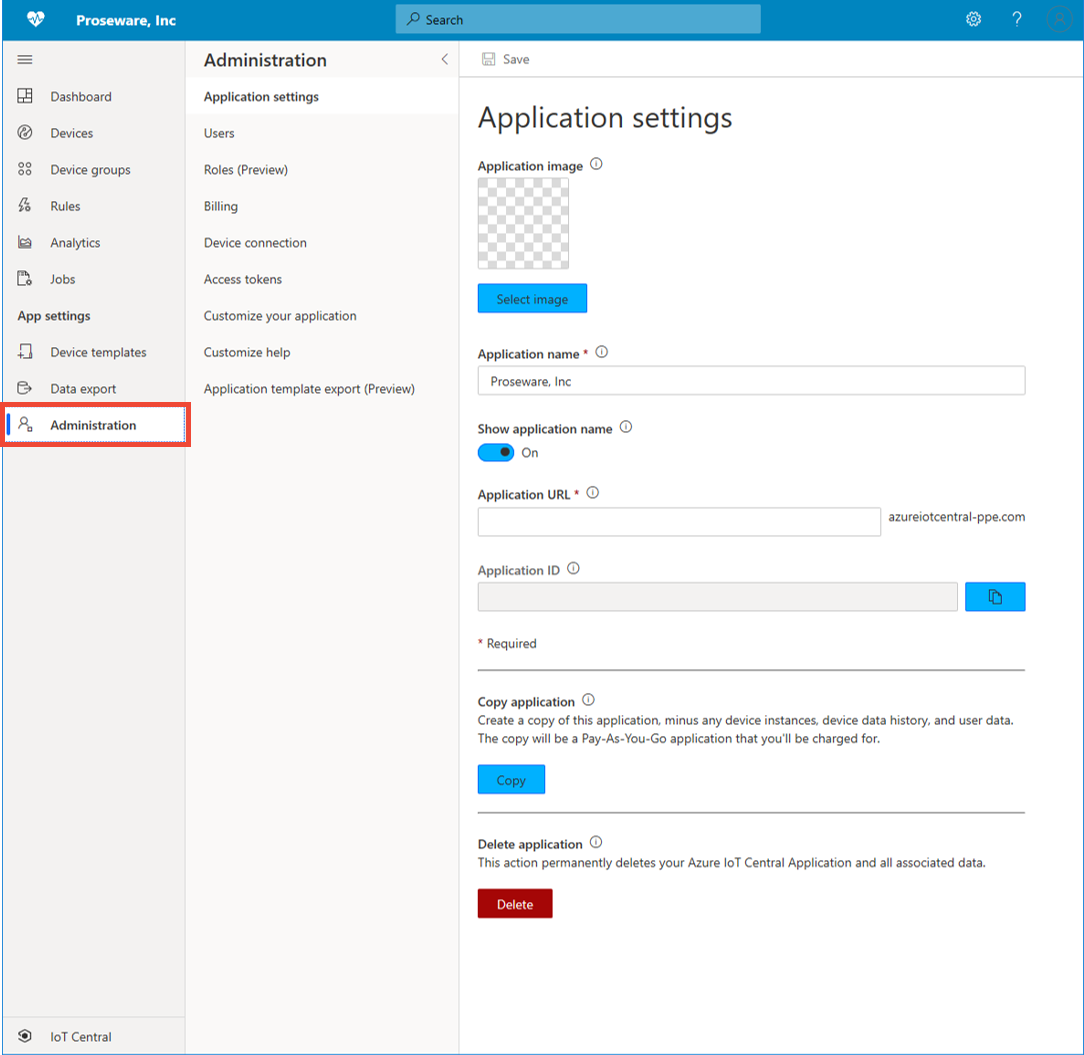 Proseware, Inc
Search
?
Dashboard
Devices
Device groups
Rules
Analytics
Jobs
App settings
Device templates
Data export
Administration
IoT Central
Administration
Application settings
Users
Roles (Preview)
Billing
Device connection
Access tokens
Customize your application
Customize help
Application template export (Preview)
Save
Application settings
Application image
Select image
Application name *
Proseware, Inc
Show application name
On
Application URL *
azureiotcentral-ppe.com
Application ID
* Required
Copy application
Create a copy of this application, minus any device instances, device data history, and user data.
The copy will be a Pay-As-You-Go application that you'll be charged for.
Copy
Delete application
This action permanently deletes your Azure IoT Central Application and all associated data.
Delete